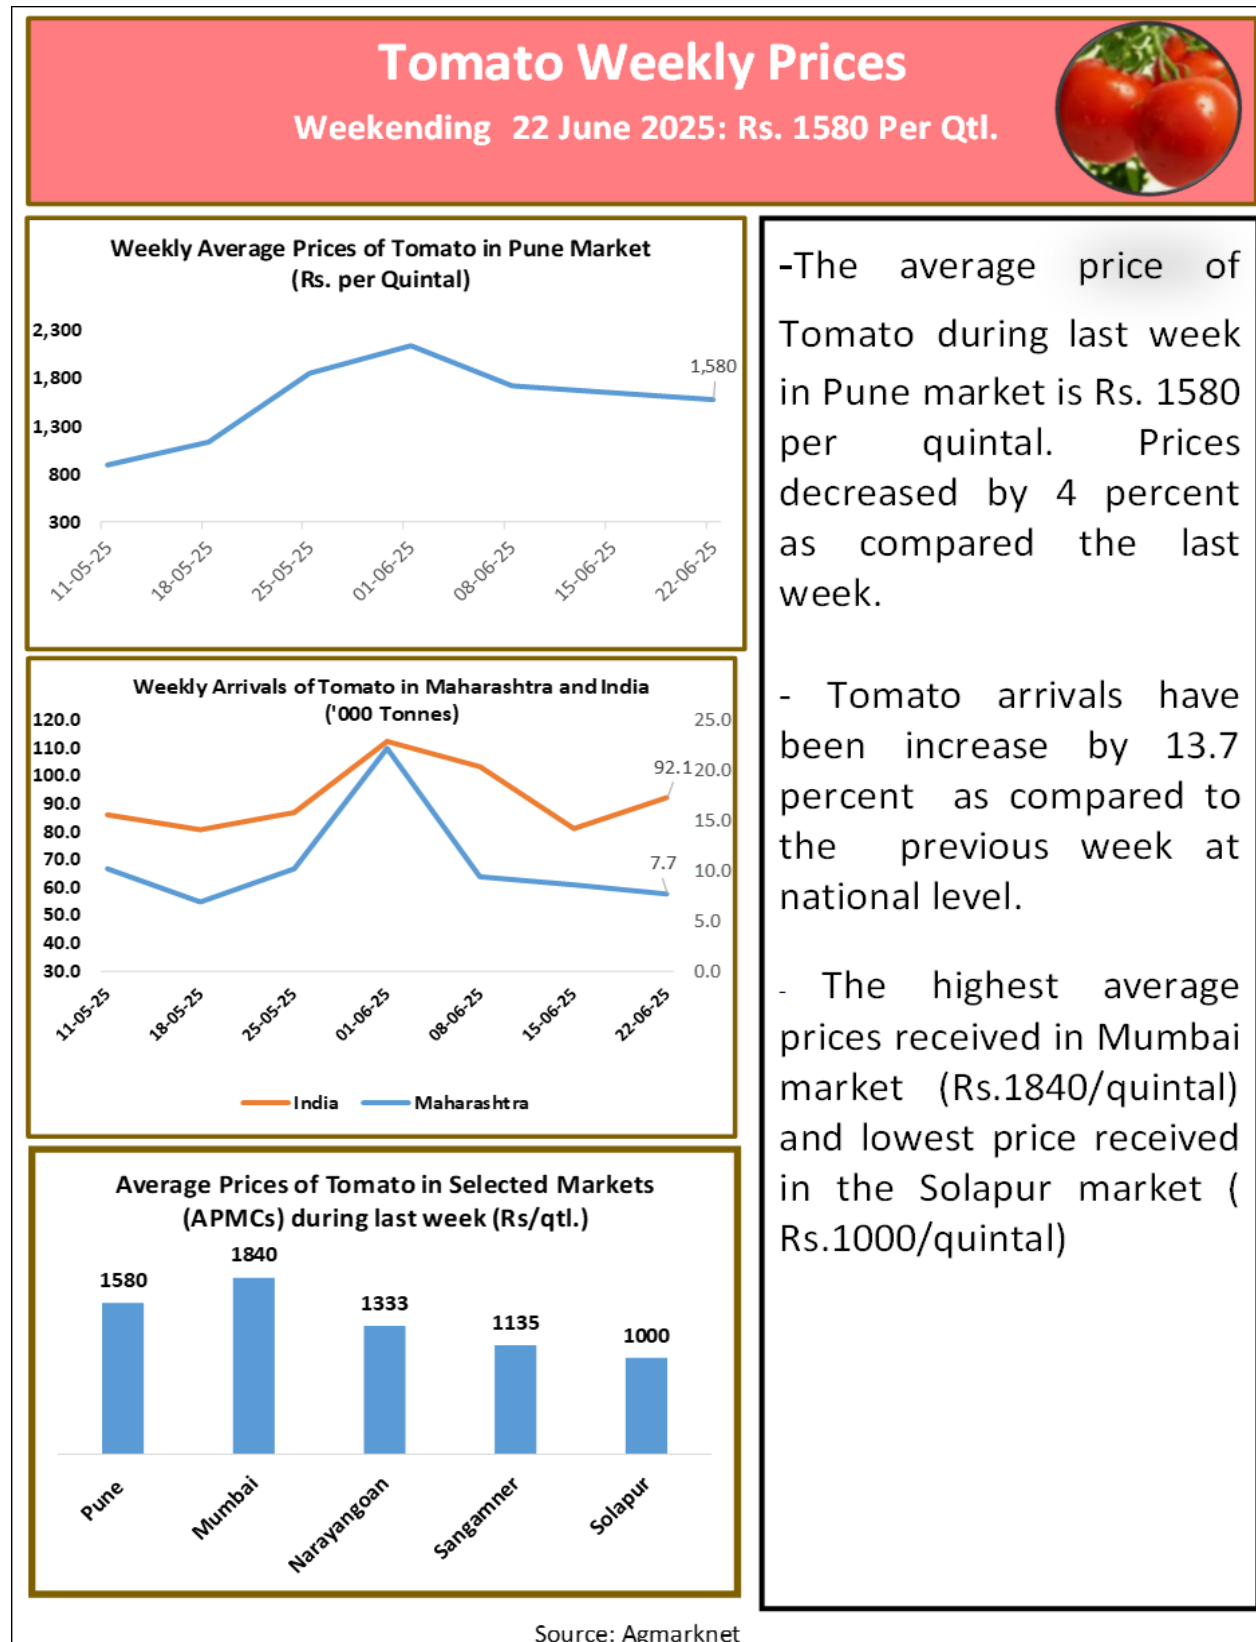 Tomato Weekly Prices
Weekending 22 June 2025: Rs. 1580 Per Qtl.
Weekly Average Prices of Tomato in Pune Market
(Rs. per Quintal)
2,300
1,800
1,300
800
300
1,580
11-05-25
18-05-25
25-05-25
01-06-25
08-06-25
15-06-25
22-06-25
Weekly Arrivals of Tomato in Maharashtra and India
('000 Tonnes)
120.0
110.0
100.0
90.0
80.0
70.0
60.0
50.0
40.0
30.0
25.0
20.0
15.0
10.0
5.0
0.0
92.1
7.7
11-05-25
18-05-25
25-05-25
01-06-25
08-06-25
15-06-25
22-06-25
India
Maharashtra
Average Prices of Tomato in Selected Markets
(APMCs) during last week (Rs/qtl.)
1580
1840
1333
1135
1000
Pune
Mumbai
Narayangoan
Sangamner
Solapur
-The average price of
Tomato during last week
in Pune market is Rs. 1580
per quintal. Prices
decreased by 4 percent
as compared the last
week.
- Tomato arrivals have
been increase by 13.7
percent as compared to
the previous week at
national level.
- The highest average
prices received in Mumbai
market (Rs.1840/quintal)
and lowest price received
in the Solapur market (
Rs.1000/quintal)
Source: Agmarknet